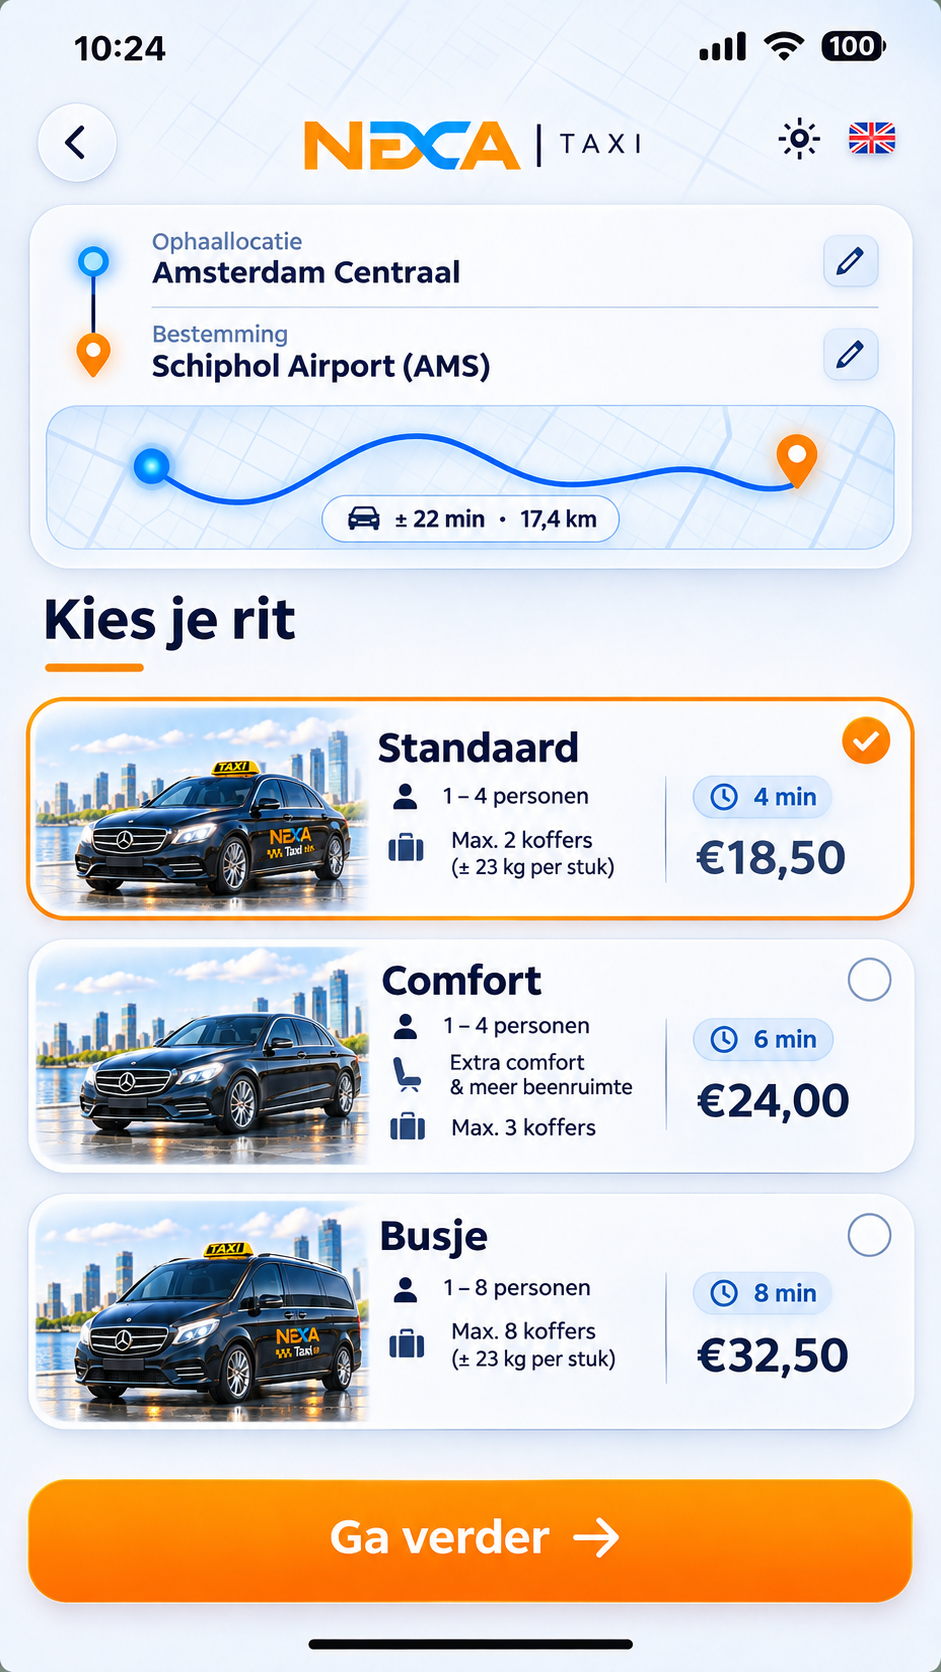 10:24
100
NEXA | TAXI
Ophaallocatie
Amsterdam Centraal
Bestemming
Schiphol Airport (AMS)
± 22 min • 17,4 km
Kies je rit
TAXI
NEXA
Taxi
Standaard
1 – 4 personen
Max. 2 koffers
(± 23 kg per stuk)
4 min
€18,50
Comfort
1 – 4 personen
Extra comfort
& meer beenruimte
Max. 3 koffers
6 min
€24,00
TAXI
NEXA
Taxi
Busje
1 – 8 personen
Max. 8 koffers
(± 23 kg per stuk)
8 min
€32,50
Ga verder →